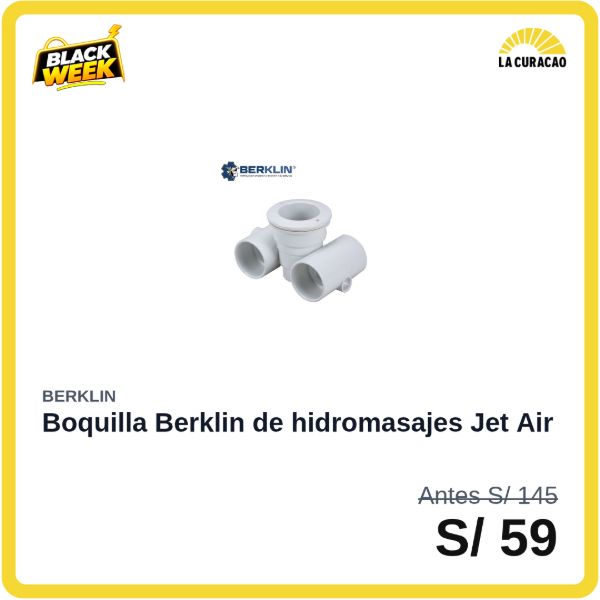 BLACK
WEEK
LA CURACAO
BERKLIN®
BERKLIN
Boquilla Berklin de hidromasajes Jet Air
Antes S/ 145
S/ 59